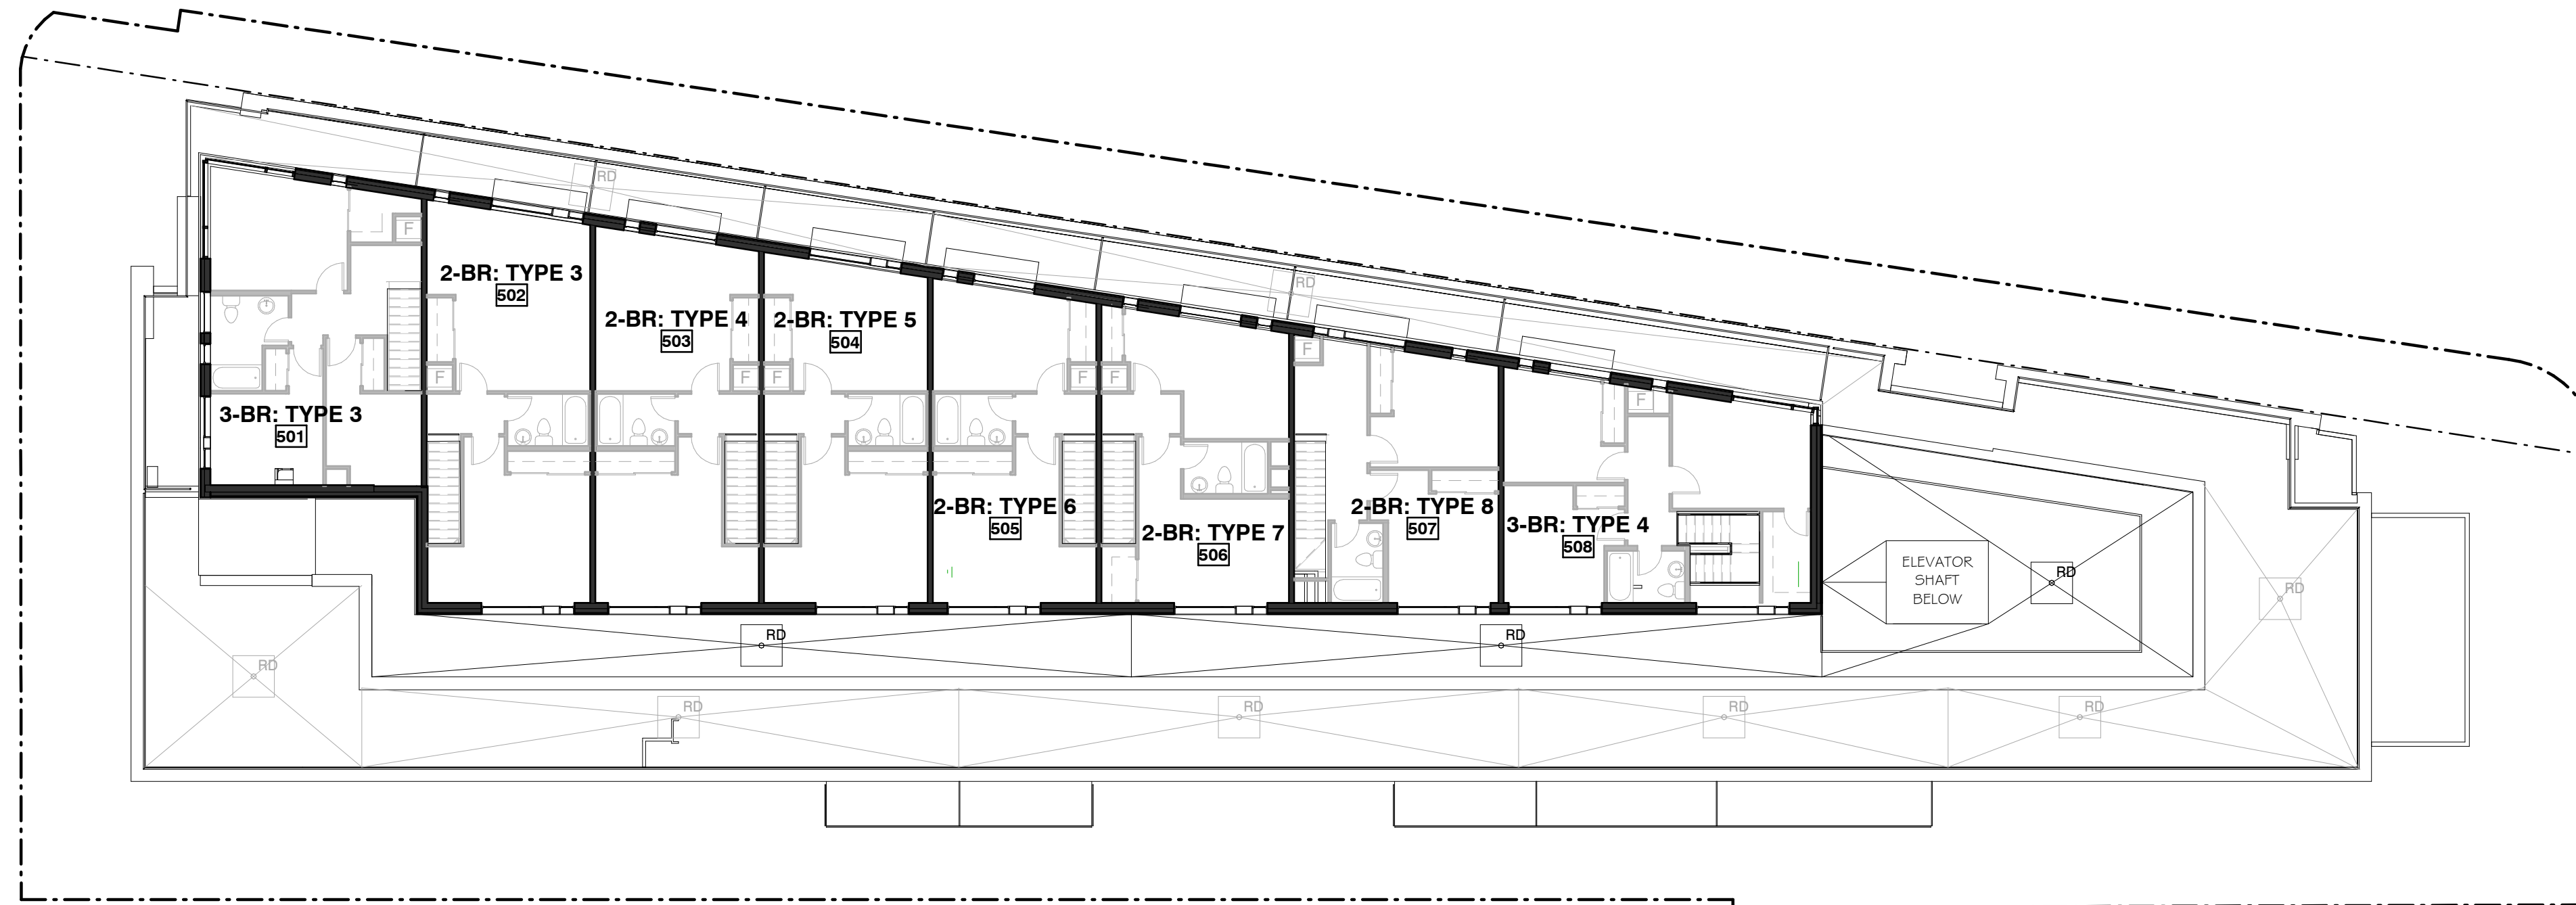 RD
F
2-BR: TYPE 3
502
RD
2-BR: TYPE 4
503
2-BR: TYPE 5
504
F
F
F
F
F
F
F
3-BR: TYPE 3
501
2-BR: TYPE 6
505
2-BR: TYPE 7
506
2-BR: TYPE 8
507
3-BR: TYPE 4
508
ELEVATOR
SHAFT
BELOW
RD
RD
RD
RD
RD
RD
RD
RD
RD